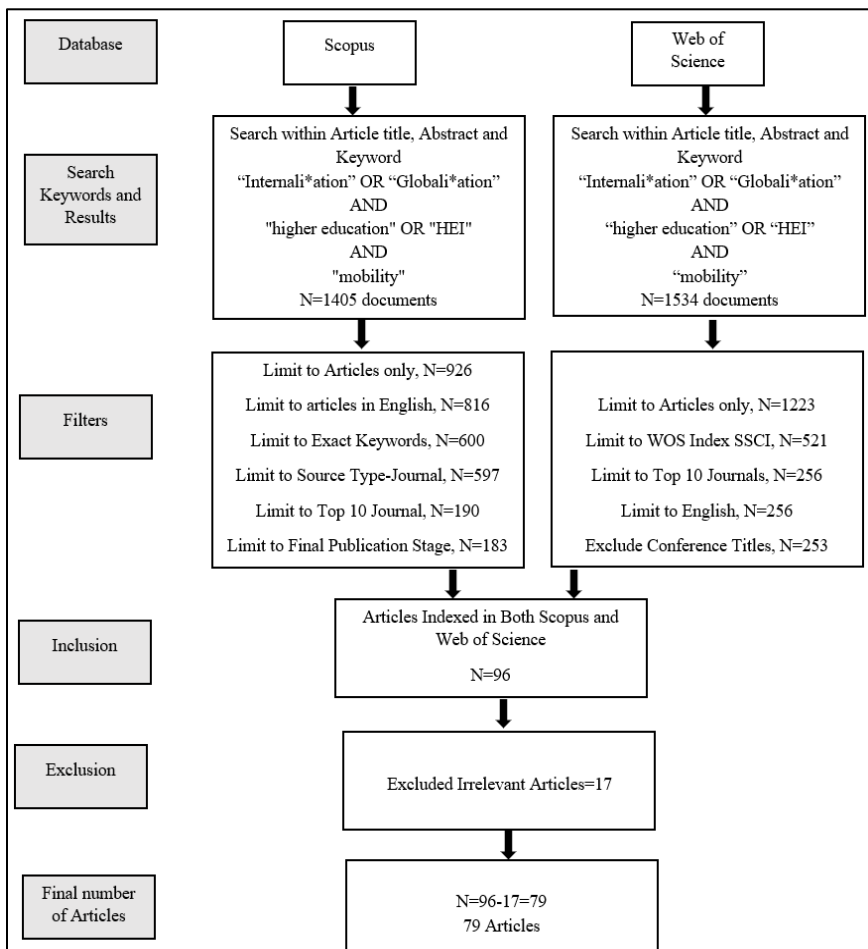 Database
Scopus
Web of
Science
Search
Keywords and
Results
Search within Article title, Abstract and
Keyword
“Internali*ation” OR “Globali*ation”
AND
"higher education" OR "HEI"
AND
"mobility"
N=1405 documents
Search within Article title, Abstract and
Keyword
“Internali*ation” OR “Globali*ation”
AND
“higher education” OR “HEI”
AND
“mobility”
N=1534 documents
Filters
Limit to Articles only, N=926
Limit to articles in English, N=816
Limit to Exact Keywords, N=600
Limit to Source Type-Journal, N=597
Limit to Top 10 Journal, N=190
Limit to Final Publication Stage, N=183
Limit to Articles only, N=1223
Limit to WOS Index SSCI, N=521
Limit to Top 10 Journals, N=256
Limit to English, N=256
Exclude Conference Titles, N=253
Inclusion
Articles Indexed in Both Scopus and
Web of Science
N=96
Exclusion
Excluded Irrelevant Articles=17
Final number
of Articles
N=96-17=79
79 Articles